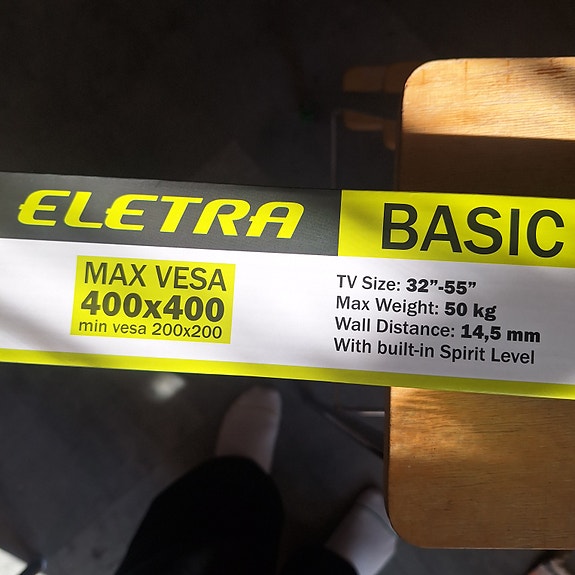 ELETRA
BASIC
MAX VESA
400x400
min vesa 200x200
TV Size: 32”-55”
Max Weight: 50 kg
Wall Distance: 14,5 mm
With built-in Spirit Level